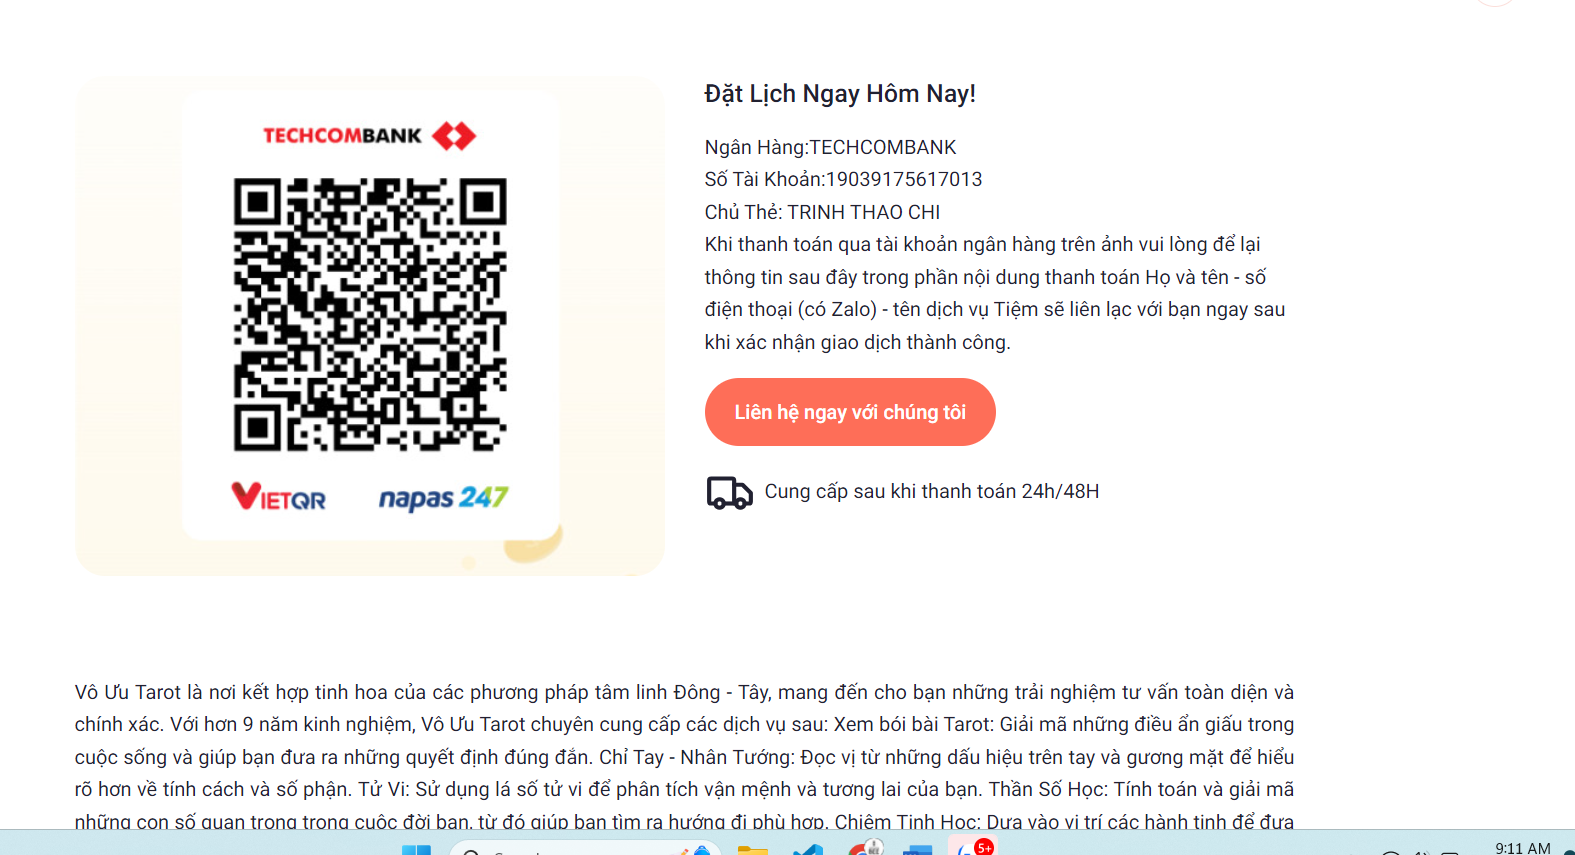 Đặt Lịch Ngay Hôm Nay!
TECHCOMBANK
Ngân Hàng:TECHCOMBANK
Số Tài Khoản:19039175617013
Chủ Thẻ: TRINH THAO CHI
Khi thanh toán qua tài khoản ngân hàng trên ảnh vui lòng để lại
thông tin sau đây trong phần nội dung thanh toán Họ và tên - số
điện thoại (có Zalo) - tên dịch vụ Tiệm sẽ liên lạc với bạn ngay sau
khi xác nhận giao dịch thành công.
Liên hệ ngay với chúng tôi
VIETQR
napas 247
Cung cấp sau khi thanh toán 24h/48H
Vô Ưu Tarot là nơi kết hợp tinh hoa của các phương pháp tâm linh Đông - Tây, mang đến cho bạn những trải nghiệm tư vấn toàn diện và
chính xác. Với hơn 9 năm kinh nghiệm, Vô Ưu Tarot chuyên cung cấp các dịch vụ sau: Xem bói bài Tarot: Giải mã những điều ẩn giấu trong
cuộc sống và giúp bạn đưa ra những quyết định đúng đắn. Chỉ Tay - Nhân Tướng: Đọc vị từ những dấu hiệu trên tay và gương mặt để hiểu
rõ hơn về tính cách và số phận. Tử Vi: Sử dụng lá số tử vi để phân tích vận mệnh và tương lai của bạn. Thần Số Học: Tính toán và giải mã
những con số quan trọng trong cuộc đời bạn, từ đó giúp bạn tìm ra hướng đi phù hợp. Chiêm Tinh Học: Dựa vào vị trí các hành tinh để đưa
5+
9:11 AM